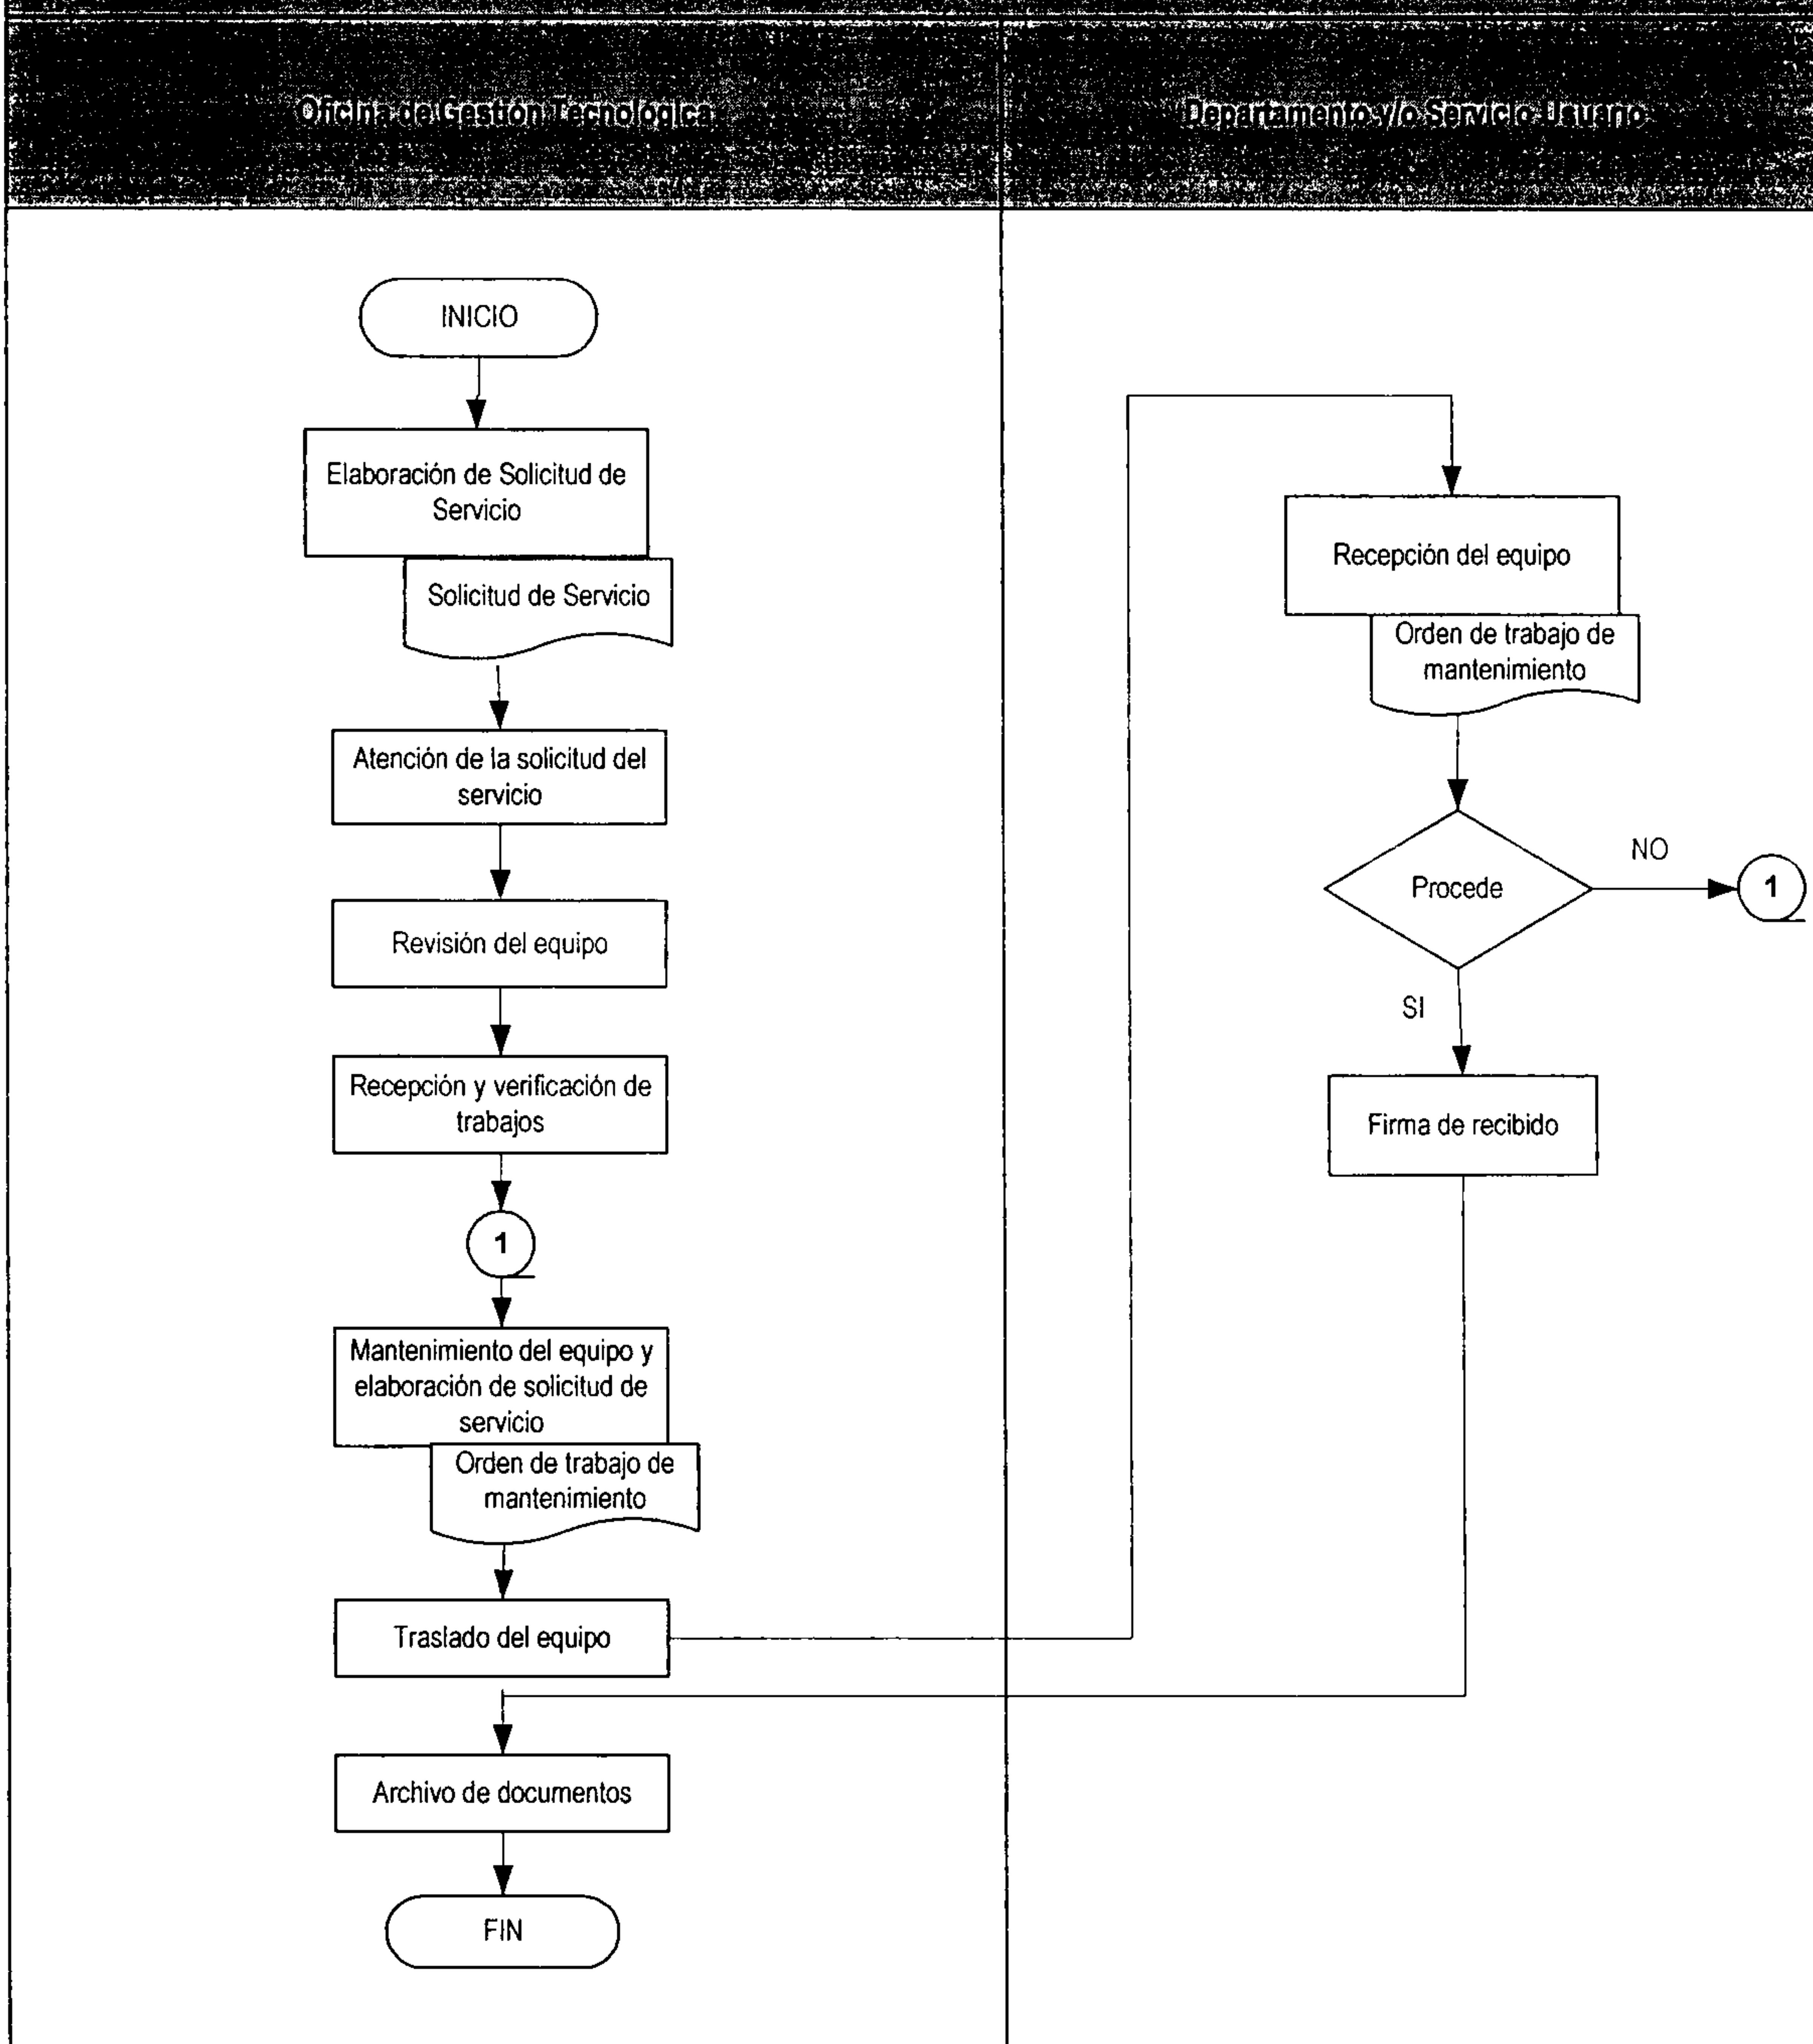 Oficina de Gestión Tecnológica
Departamento y/o Servicio Usuario
INICIO
Elaboración de Solicitud de
Servicio
Solicitud de Servicio
Atención de la solicitud del
servicio
Revisión del equipo
Recepción y verificación de
trabajos
1
Mantenimiento del equipo y
elaboración de solicitud de
servicio
Orden de trabajo de
mantenimiento
Traslado del equipo
Archivo de documentos
FIN
Recepción del equipo
Orden de trabajo de
mantenimiento
Procede
NO
1
SI
Firma de recibido